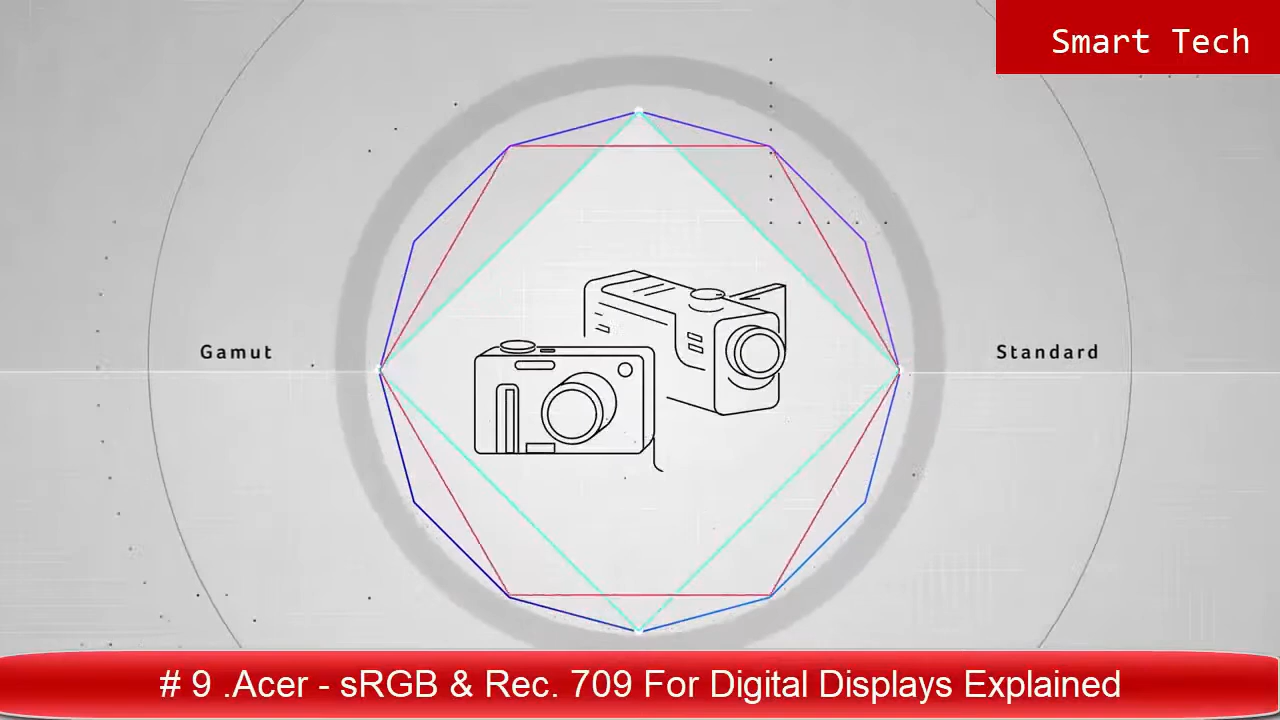 Smart Tech
Gamut
Standard
# 9 .Acer - sRGB & Rec. 709 For Digital Displays Explained